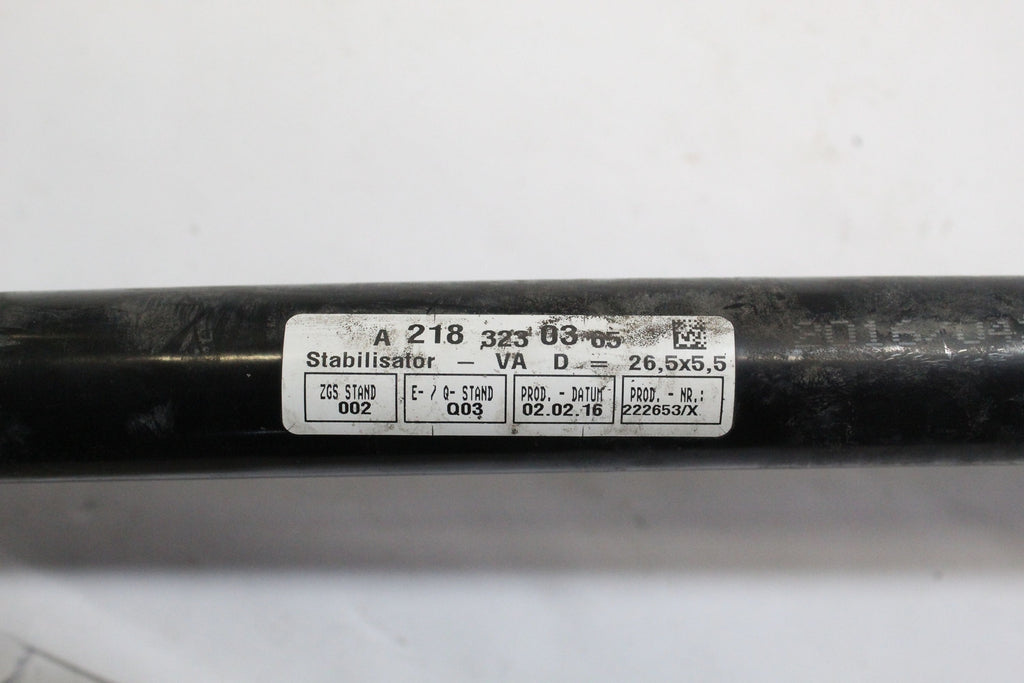 A 218 323 03 65
Stabilisator – VA D = 26,5x5,5
ZGS STAND
002
E- / Q- STAND
Q03
PROD. - DATUM
02.02.16
PROD. - NR.:
222653/X